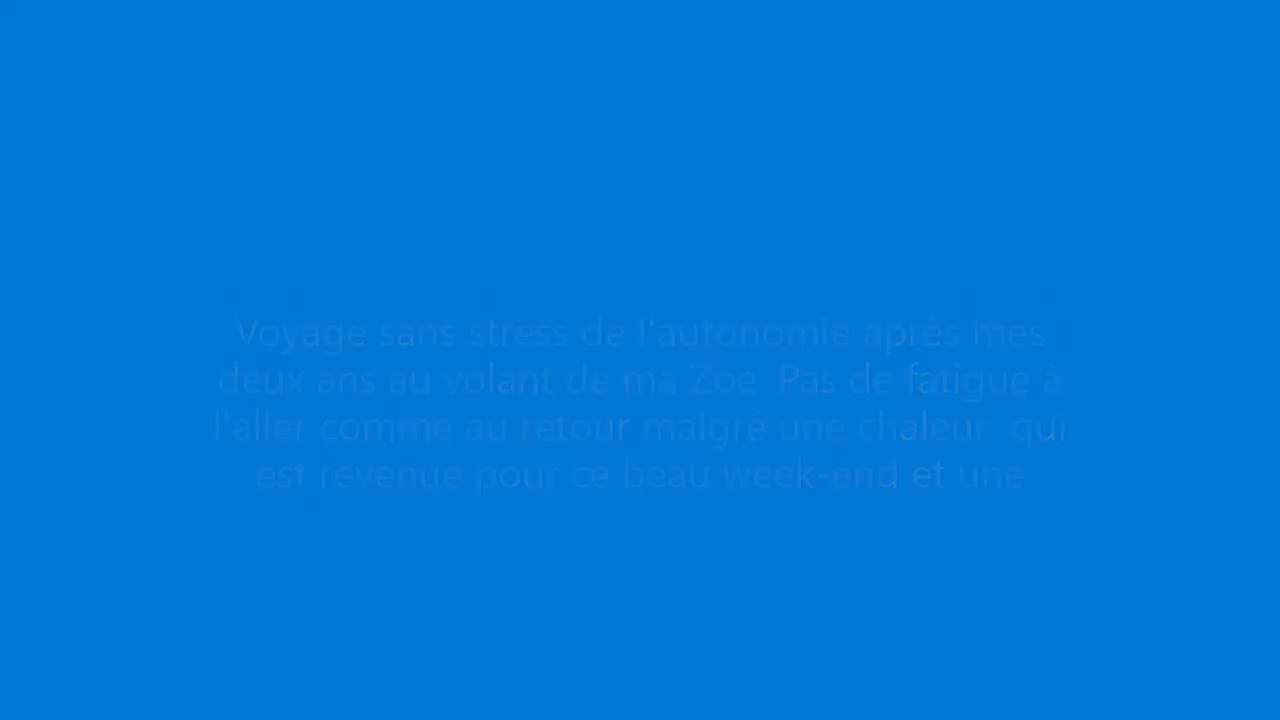 Voyage sans stress de l'autonomie après mes
deux ans au volant de ma Zoe. Pas de fatigue à
l'aller comme au retour malgré une chaleur qui
est revenue pour ce beau week-end et une